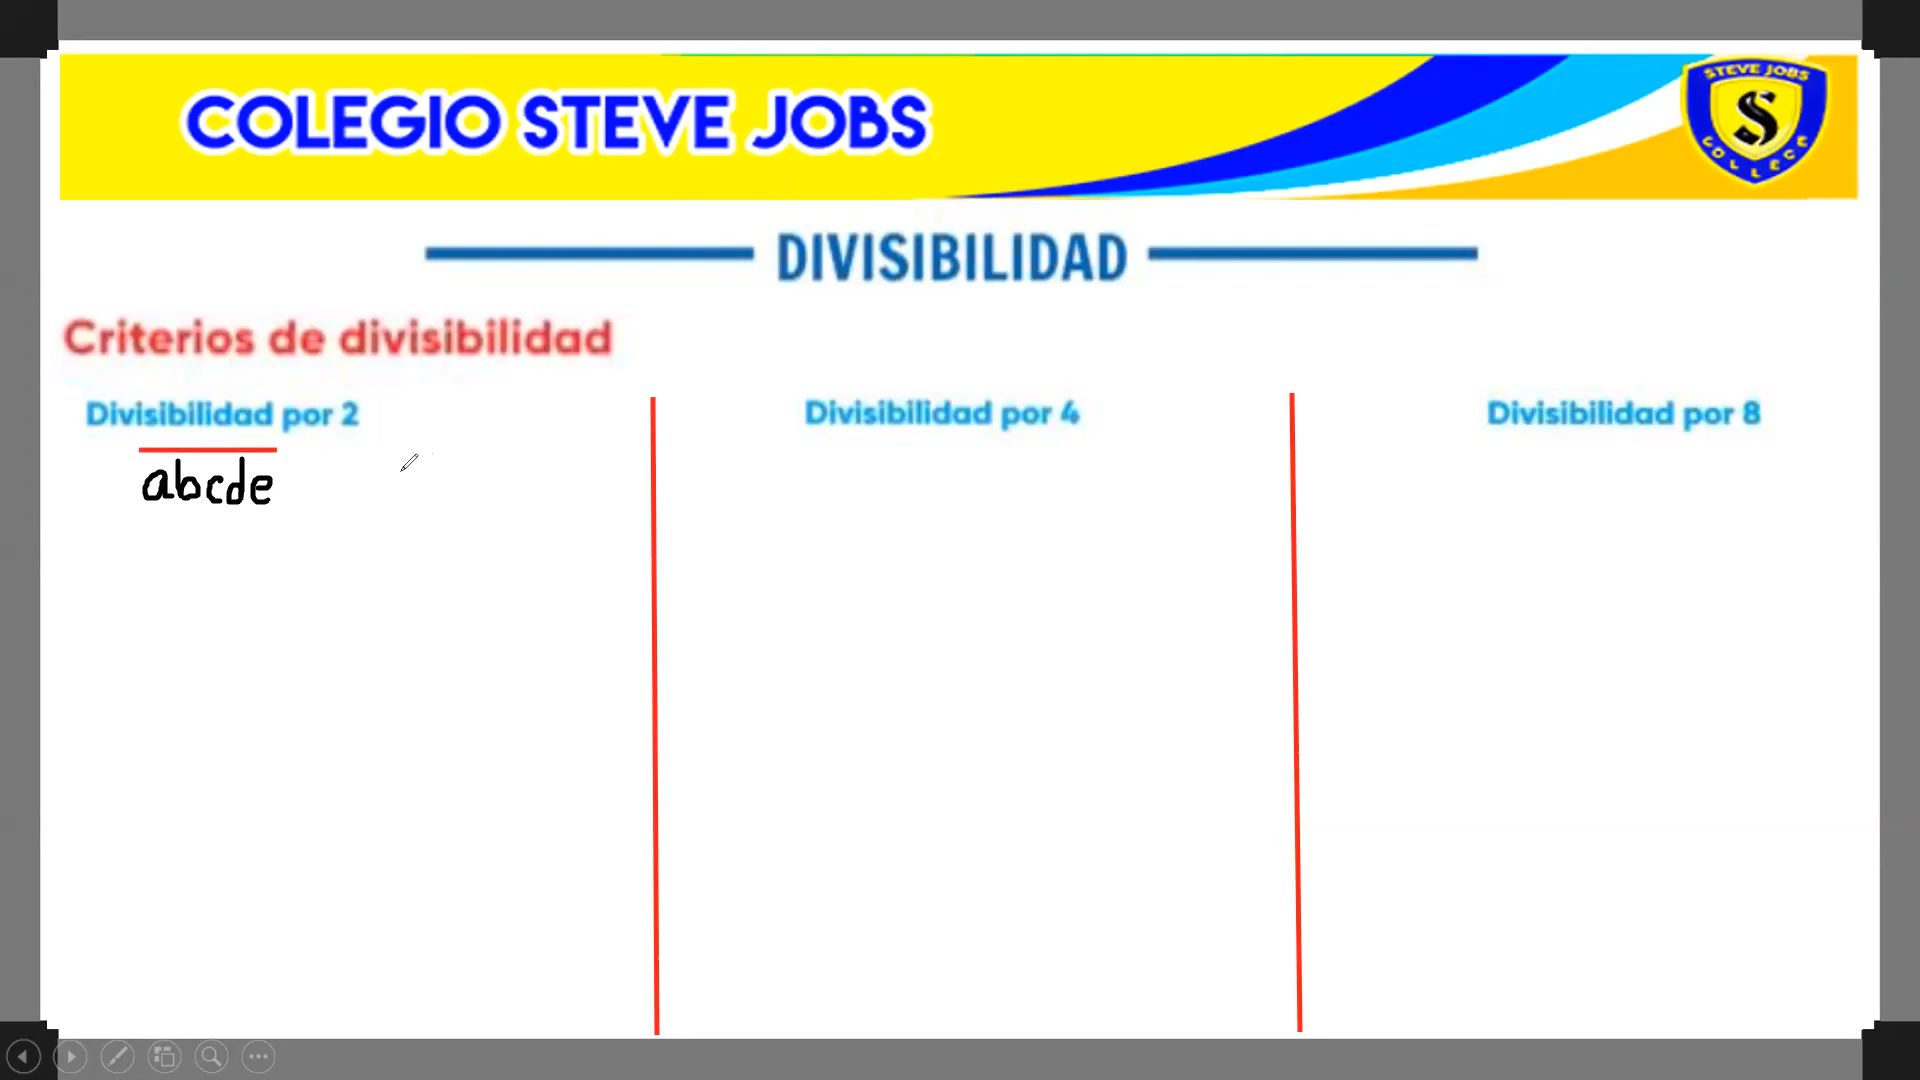 COLEGIO STEVE JOBS
STEVE JOBS
S
COLLEGE
DIVISIBILIDAD
Criterios de divisibilidad
Divisibilidad por 2
abcde
Divisibilidad por 4
Divisibilidad por 8